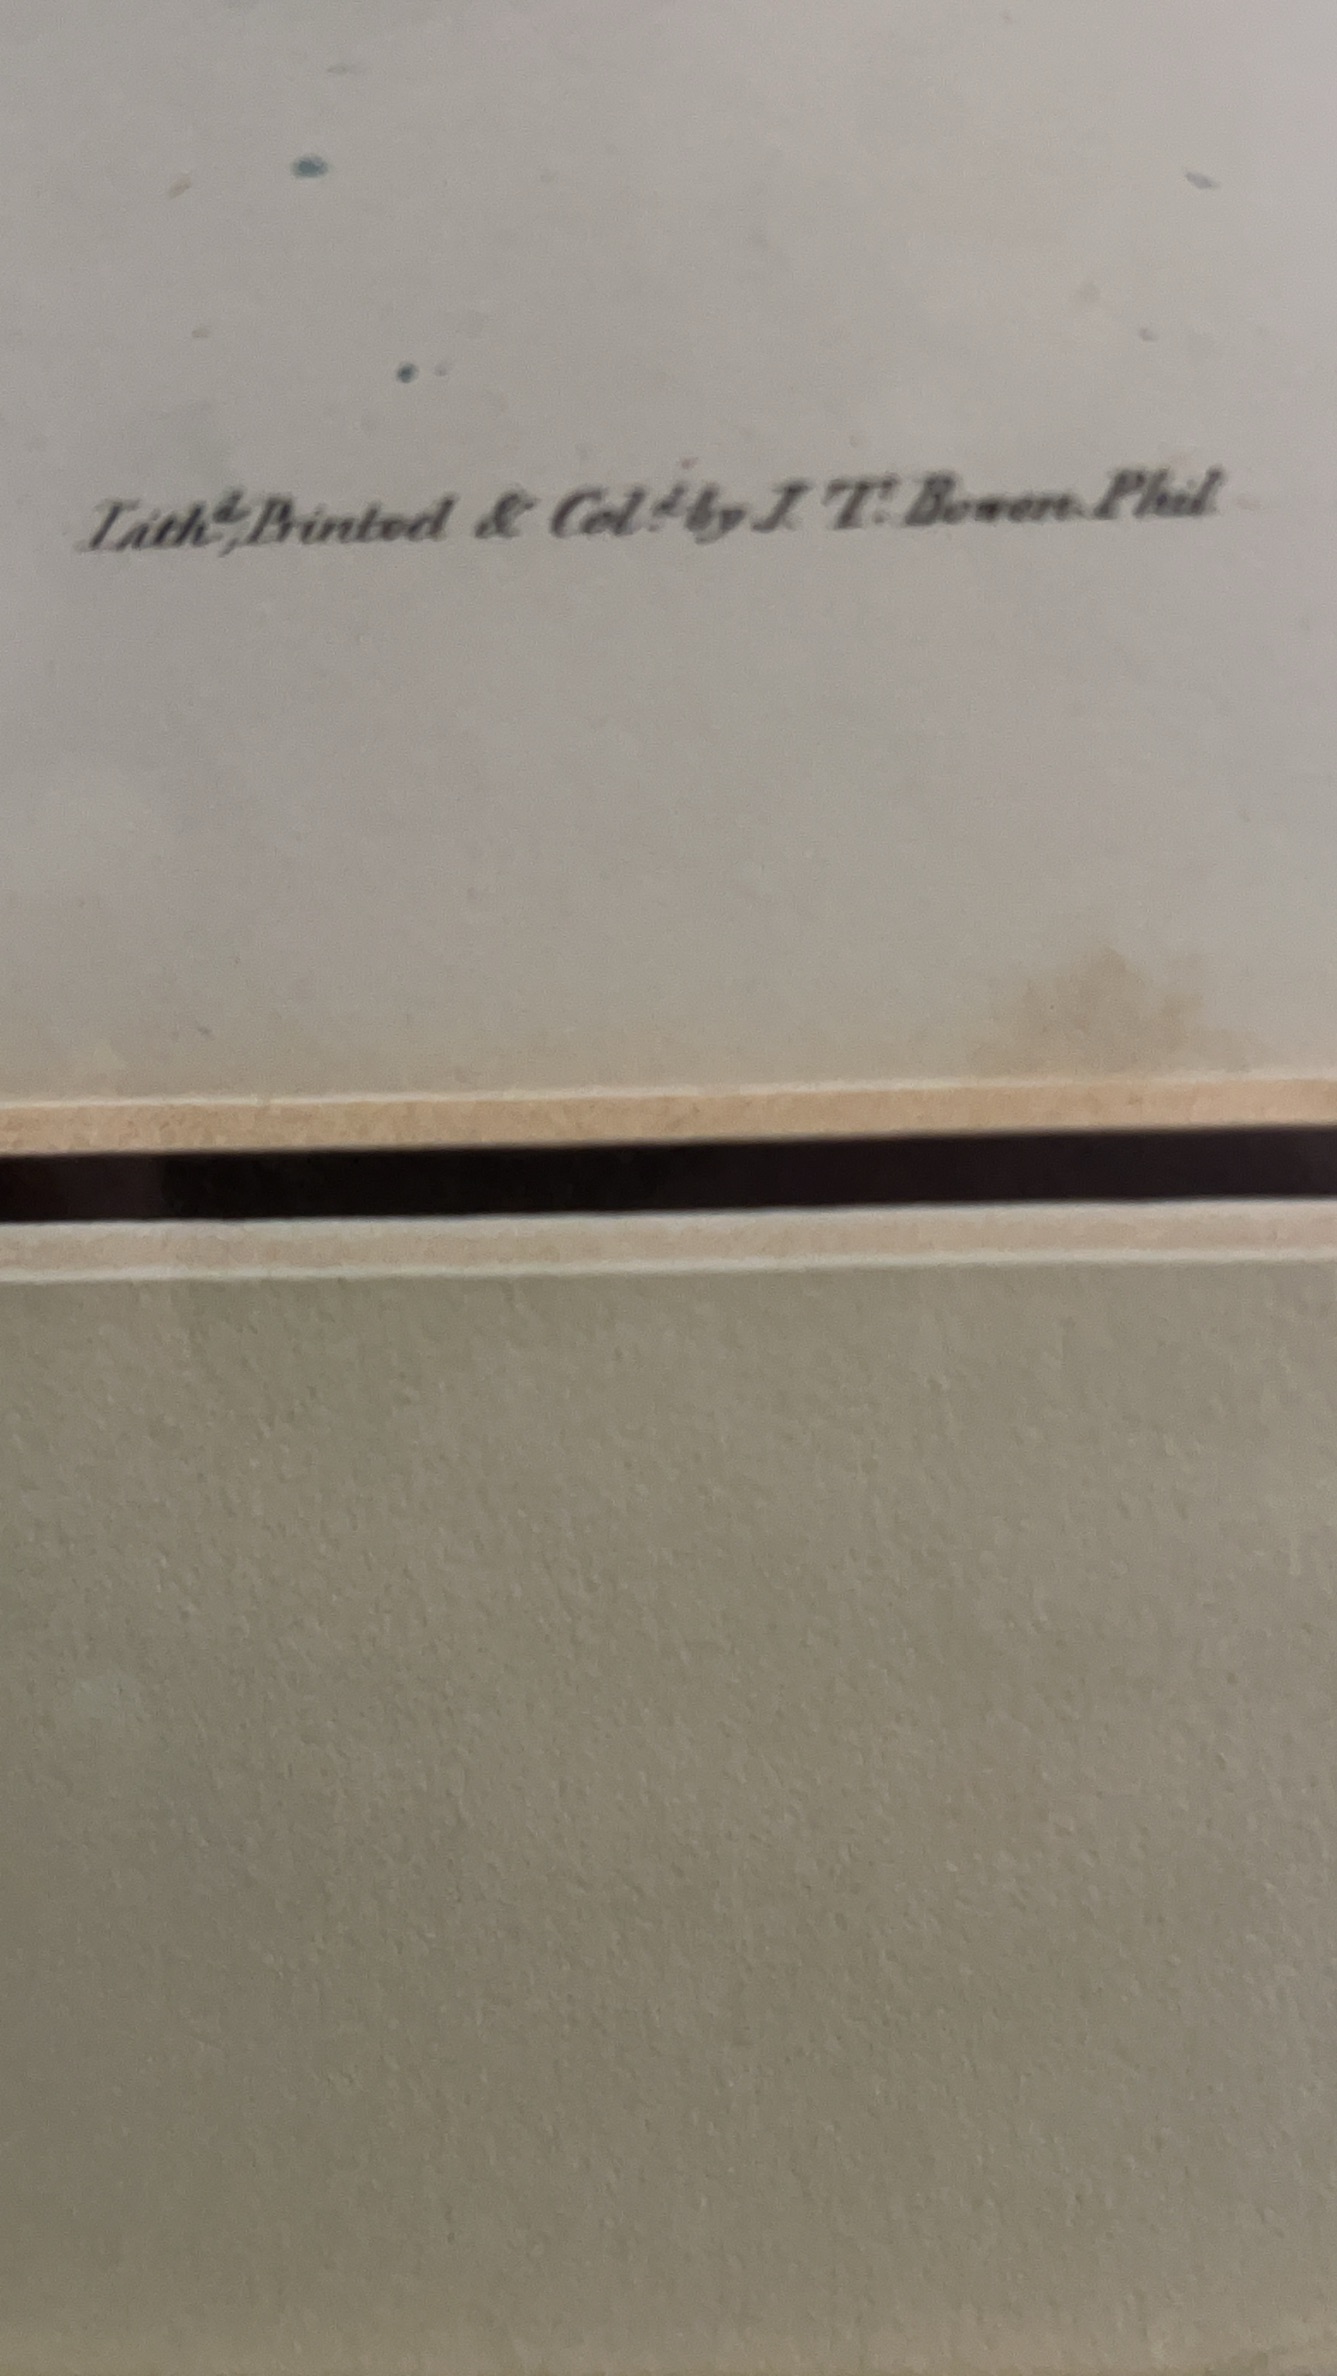 Lith.d, Printed & Col.d by J. T. Bowen. Phil